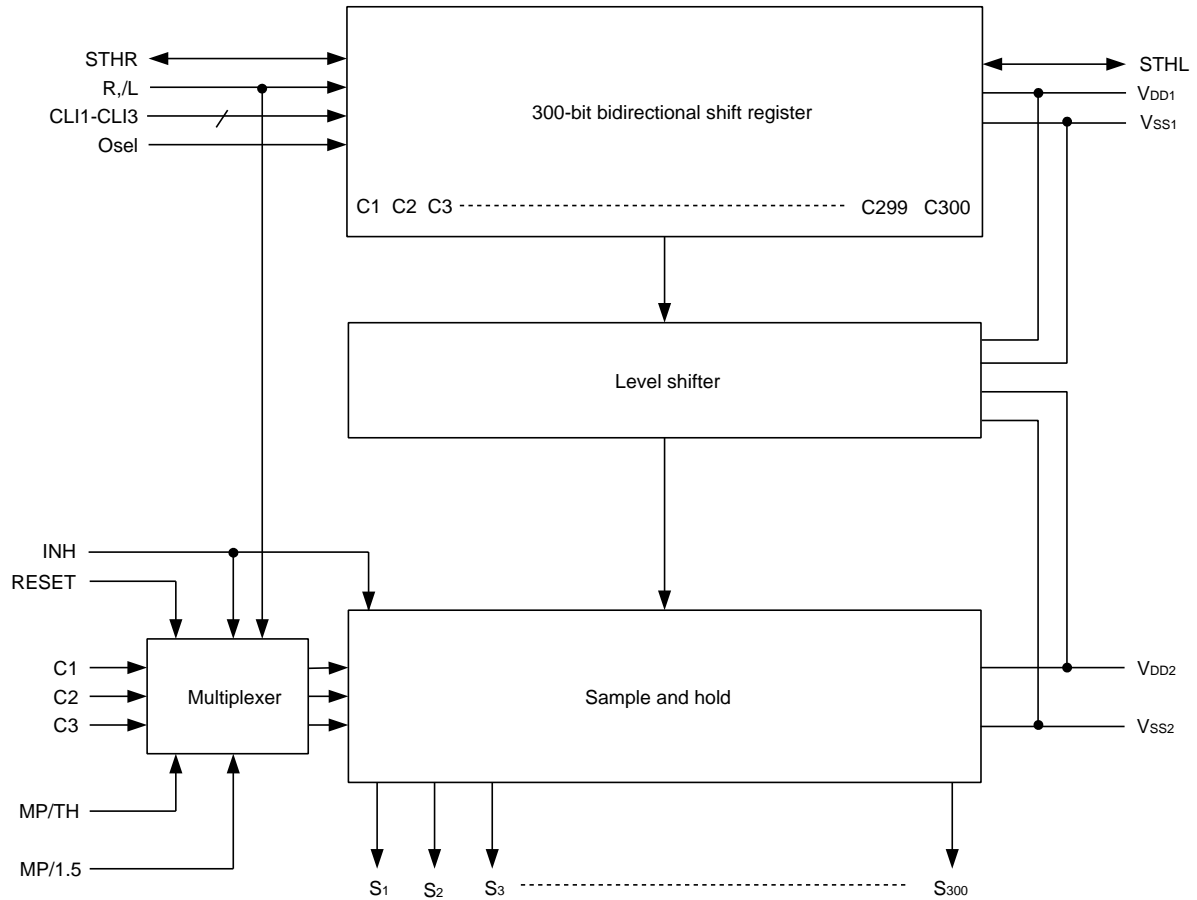 STHR
R,/L
CLI1-CLI3
Osel
300-bit bidirectional shift register
C1 C2 C3 C299 C300
STHL
VDD1
VSS1
Level shifter
INH
RESET
C1
C2
C3
Multiplexer
Sample and hold
VDD2
VSS2
MP/TH
MP/1.5
S1 S2 S3 S300